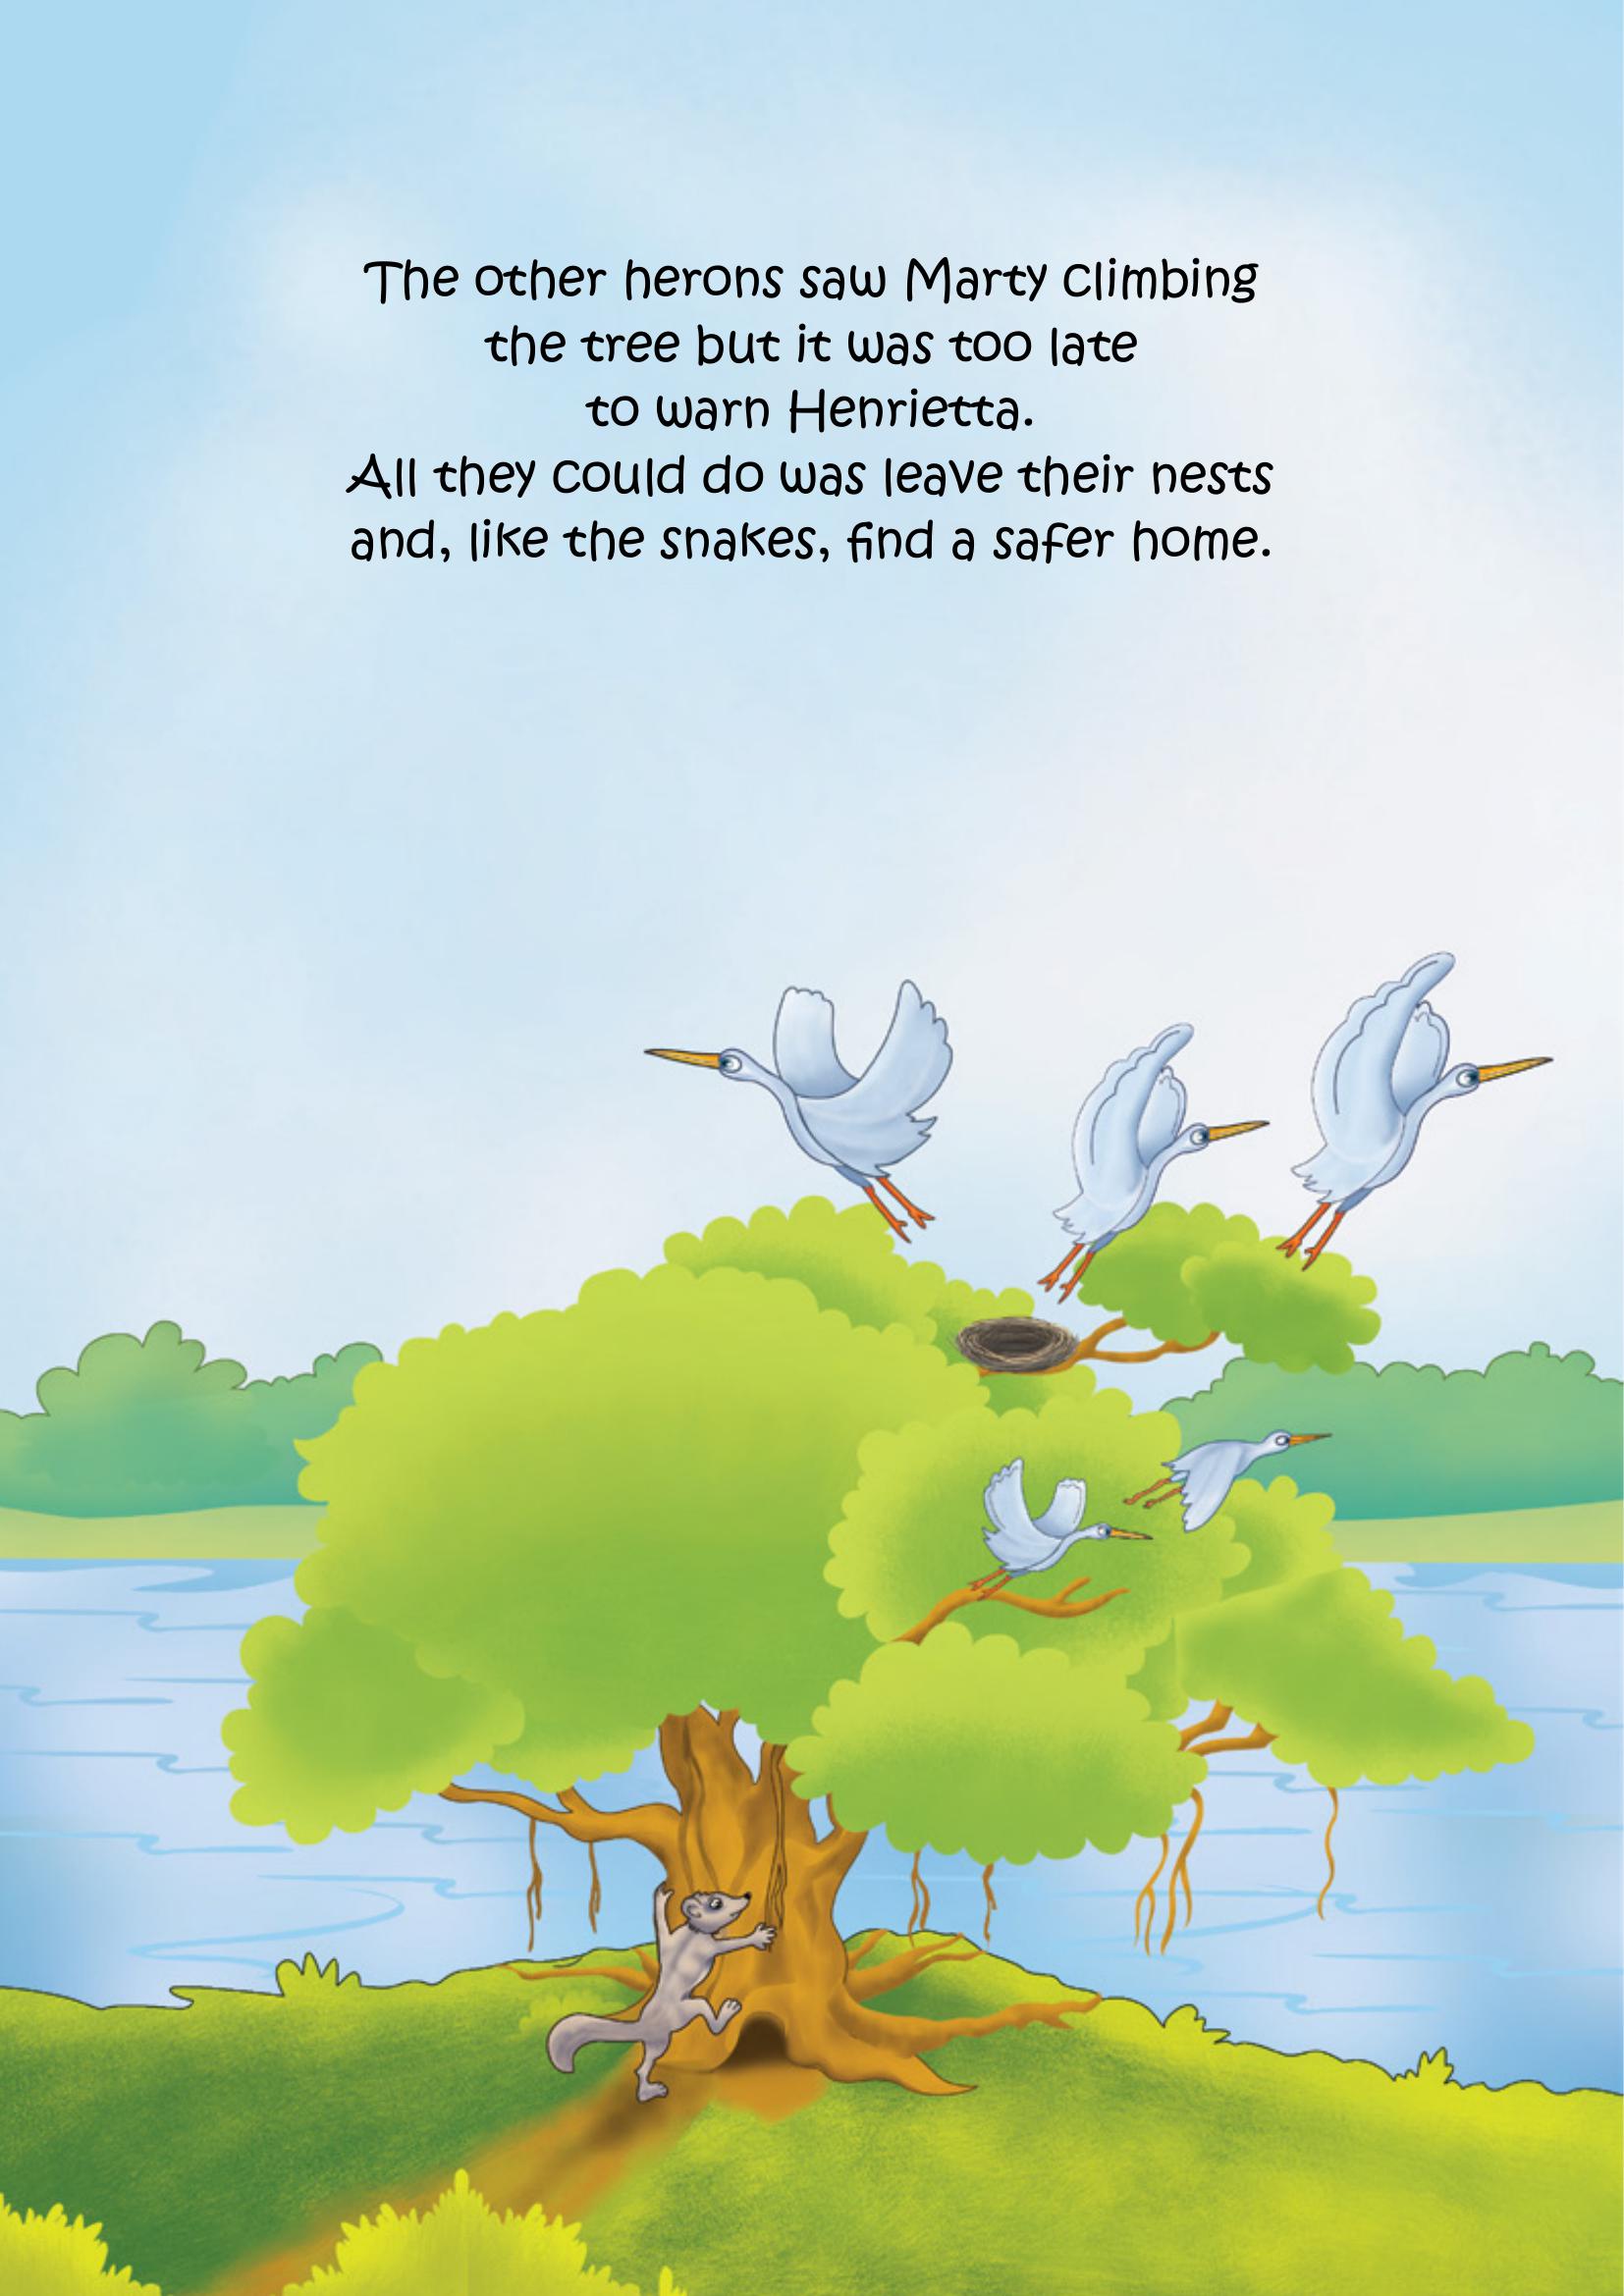 The other herons saw Marty climbing
the tree but it was too late
to warn Henrietta.
All they could do was leave their nests
and, like the snakes, find a safer home.